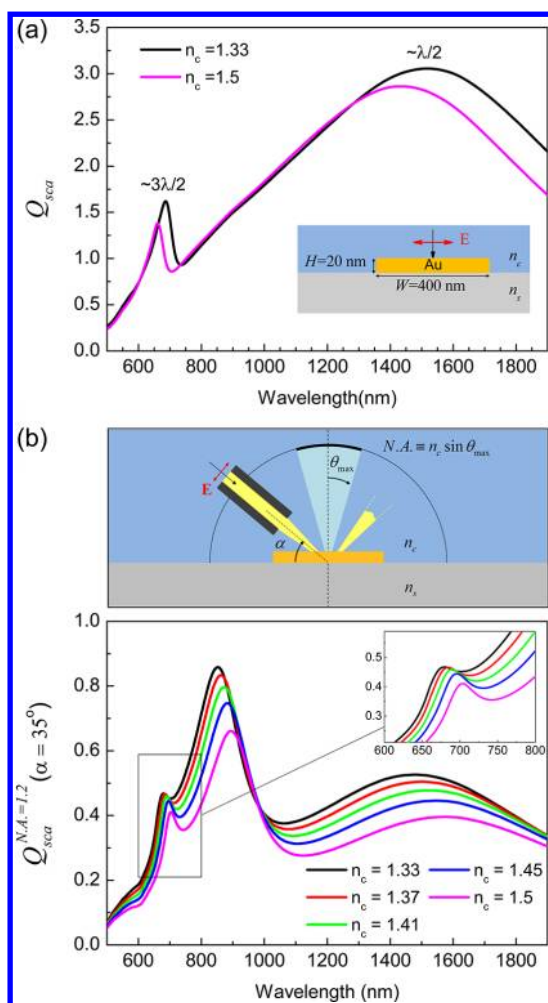 (a)
3.5
3.0
2.5
2.0
1.5
1.0
0.5
0.0
Q_sca
n_c =1.33
n_c =1.5
~3λ/2
~λ/2
E
H=20 nm
Au
n_c
W=400 nm
n_s
600 800 1000 1200 1400 1600 1800
Wavelength(nm)
(b)
N.A. ≡ n_c sin θ_max
θ_max
E
α
n_c
n_s
1.0
0.8
0.6
0.4
0.2
0.0
Q_sca^N.A.=1.2 (α = 35°)
0.5
0.4
0.3
600 650 700 750 800
n_c = 1.33
n_c = 1.37
n_c = 1.41
n_c = 1.45
n_c = 1.5
600 800 1000 1200 1400 1600 1800
Wavelength (nm)